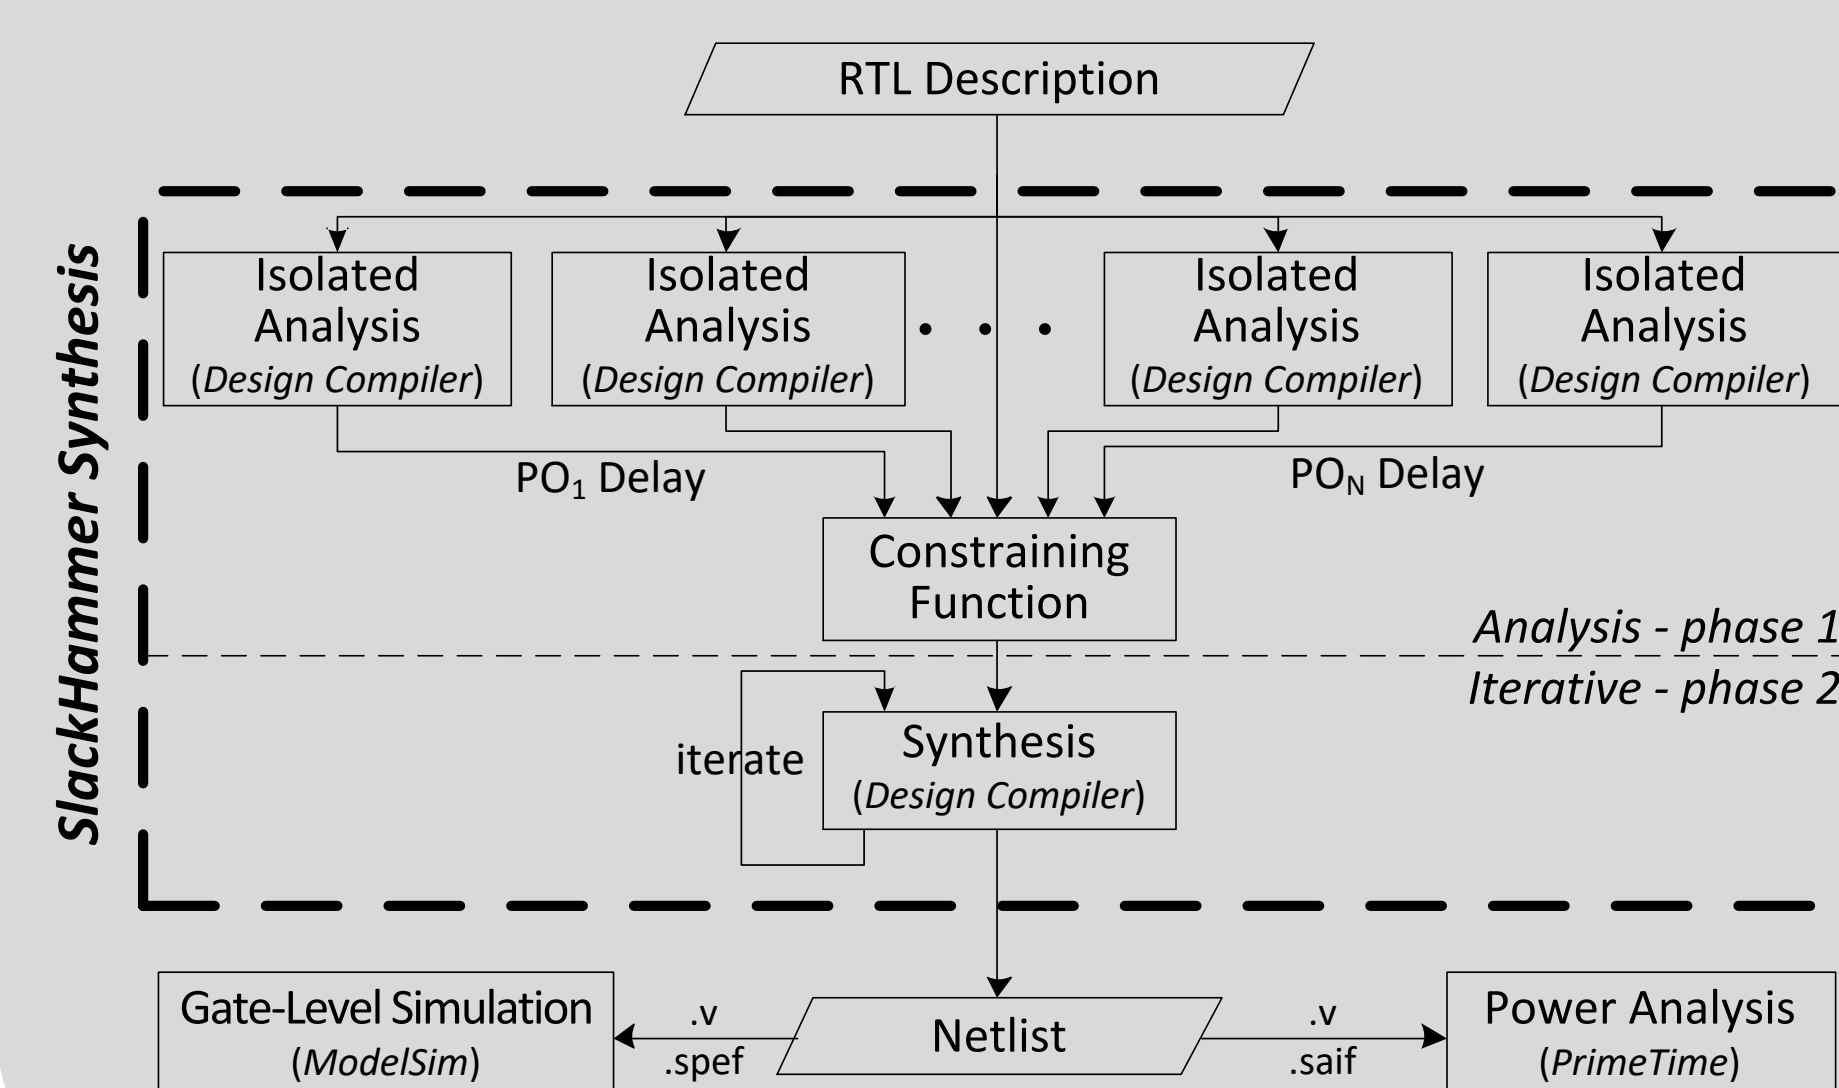 RTL Description
SlackHammer Synthesis
Isolated
Analysis
(Design Compiler)
Isolated
Analysis
(Design Compiler)
. . .
Isolated
Analysis
(Design Compiler)
Isolated
Analysis
(Design Compiler)
PO₁ Delay
PO_N Delay
Constraining
Function
Analysis - phase 1
Iterative - phase 2
iterate
Synthesis
(Design Compiler)
Gate-Level Simulation
(ModelSim)
.v
.spef
Netlist
.v
.saif
Power Analysis
(PrimeTime)